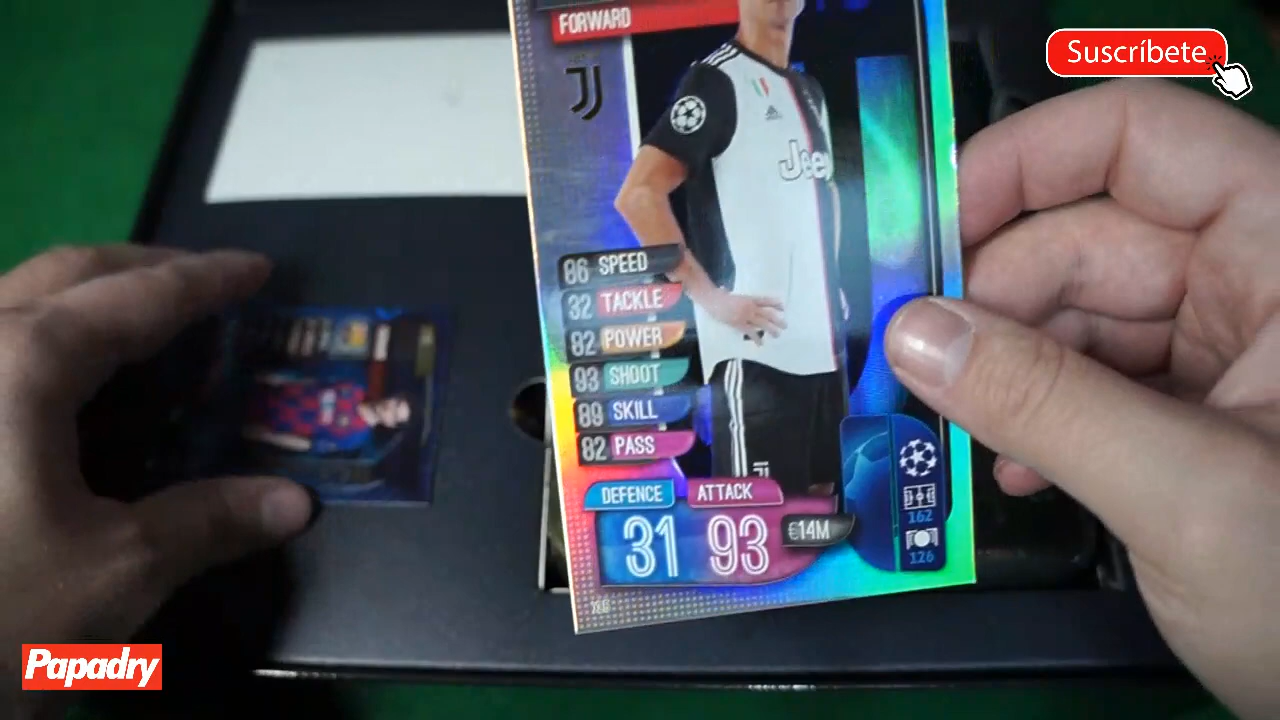 FORWARD
Suscríbete
Jeep
86 SPEED
32 TACKLE
82 POWER
93 SHOOT
89 SKILL
82 PASS
DEFENCE ATTACK
31 93 €14M
162
126
Papadry